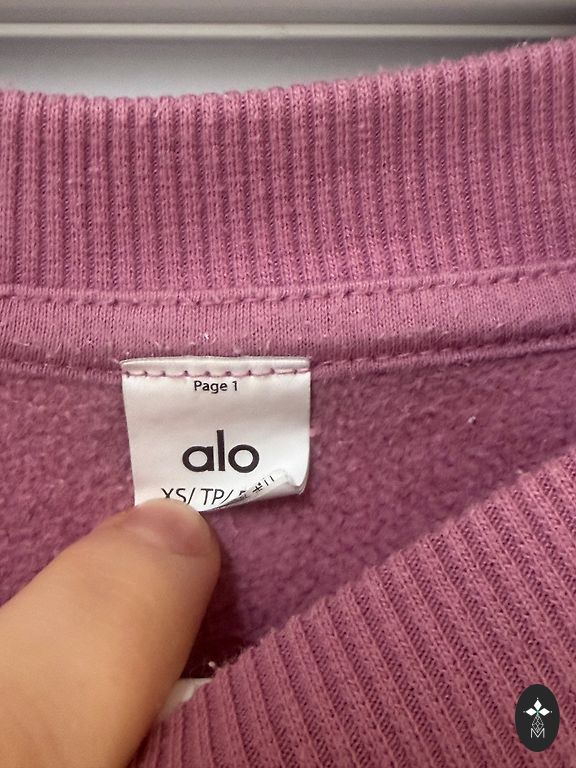 Page 1
alo
XS/ TP/